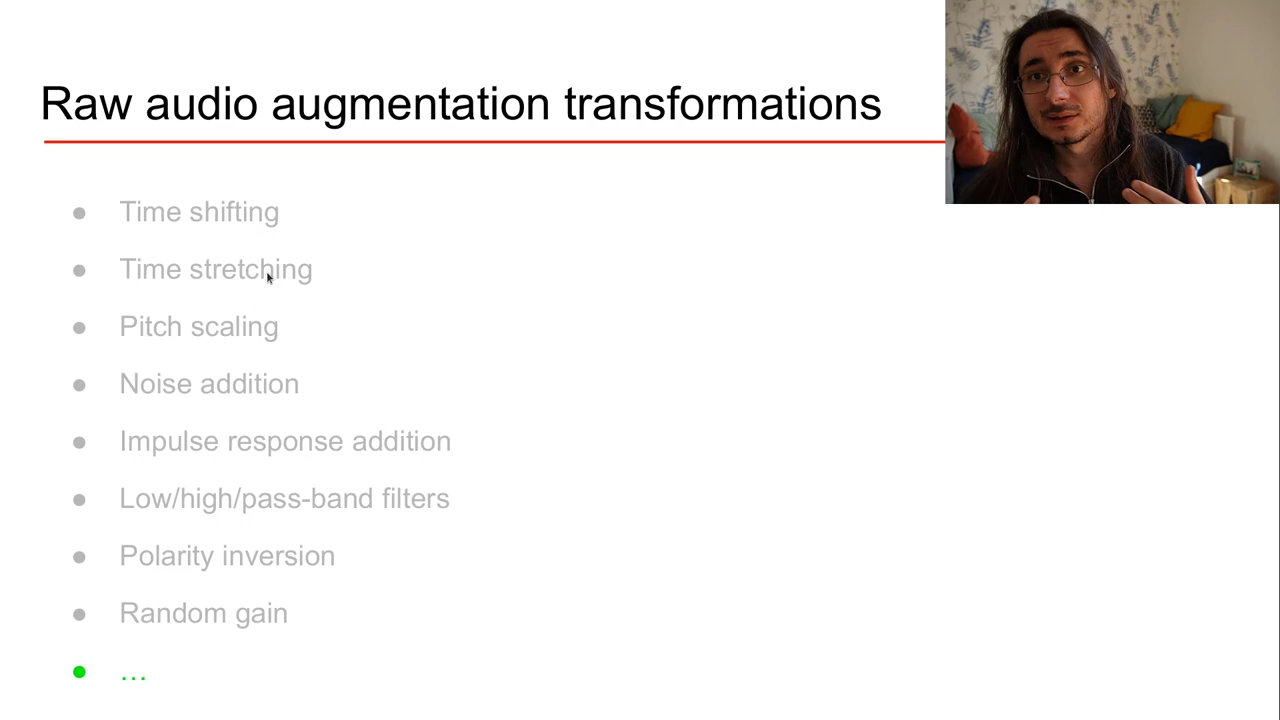 Raw audio augmentation transformations
● Time shifting
● Time stretching
● Pitch scaling
● Noise addition
● Impulse response addition
● Low/high/pass-band filters
● Polarity inversion
● Random gain
● …